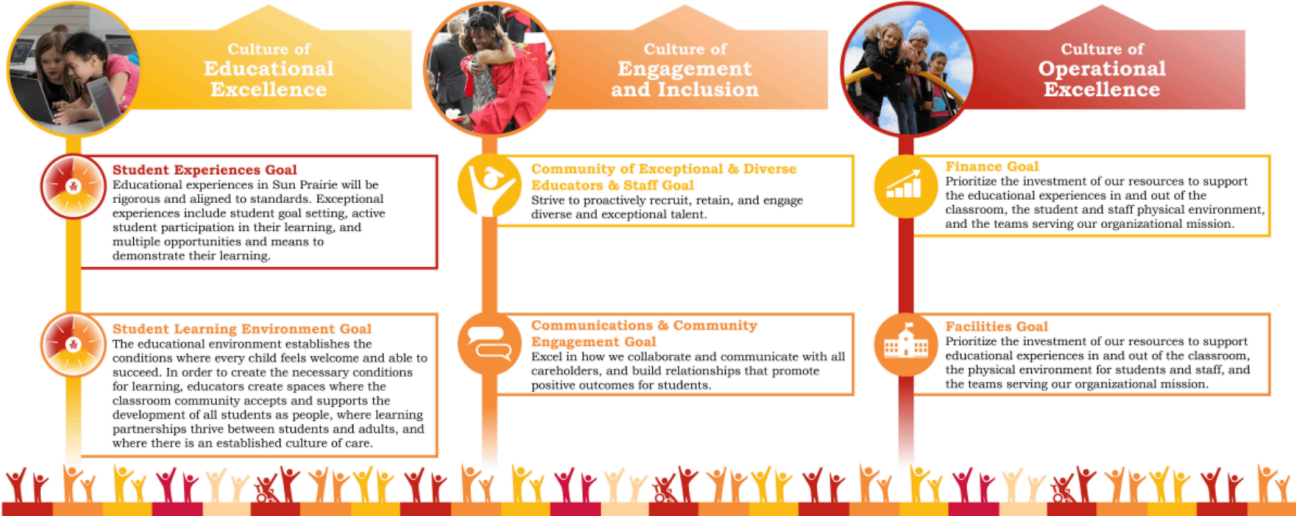 Culture of
Educational
Excellence
Student Experiences Goal
Educational experiences in Sun Prairie will be
rigorous and aligned to standards. Exceptional
experiences include student goal setting, active
student participation in their learning, and
multiple opportunities and means to
demonstrate their learning.
Student Learning Environment Goal
The educational environment establishes the
conditions where every child feels welcome and able to
succeed. In order to create the necessary conditions
for learning, educators create spaces where the
classroom community accepts and supports the
development of all students as people, where learning
partnerships thrive between students and adults, and
where there is an established culture of care.
Culture of
Engagement
and Inclusion
Community of Exceptional & Diverse
Educators & Staff Goal
Strive to proactively recruit, retain, and engage
diverse and exceptional talent.
Communications & Community
Engagement Goal
Excel in how we collaborate and communicate with all
careholders, and build relationships that promote
positive outcomes for students.
Culture of
Operational
Excellence
Finance Goal
Prioritize the investment of our resources to support
the educational experiences in and out of the
classroom, the student and staff physical environment,
and the teams serving our organizational mission.
Facilities Goal
Prioritize the investment of our resources to support
educational experiences in and out of the classroom,
the physical environment for students and staff, and
the teams serving our organizational mission.